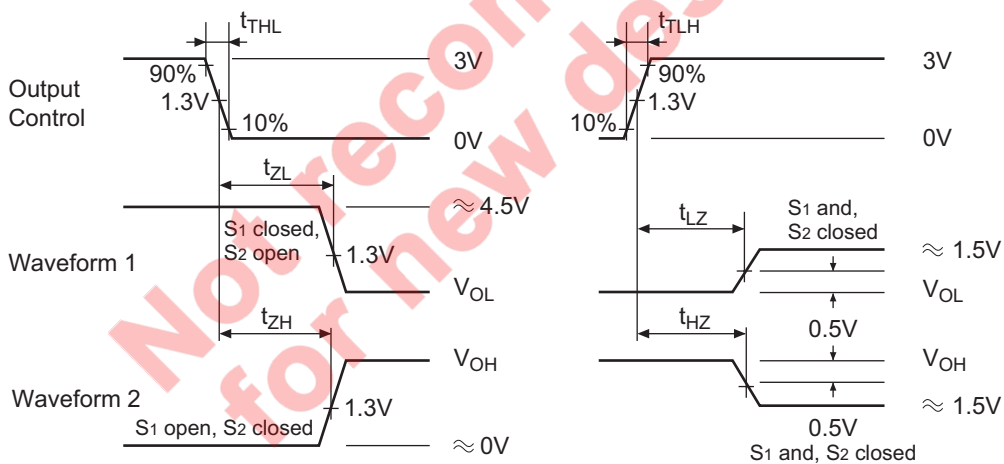 tTHL
tTLH
90%
3V
90%
3V
Output
Control
1.3V
1.3V
10%
0V
10%
0V
tZL
≈ 4.5V
S1 closed,
S2 open
tLZ
S1 and,
S2 closed
Waveform 1
1.3V
≈ 1.5V
VOL
VOL
0.5V
tZH
tHZ
VOH
VOH
Waveform 2
1.3V
≈ 1.5V
S1 open, S2 closed
≈ 0V
0.5V
S1 and, S2 closed
Not recom
for new des